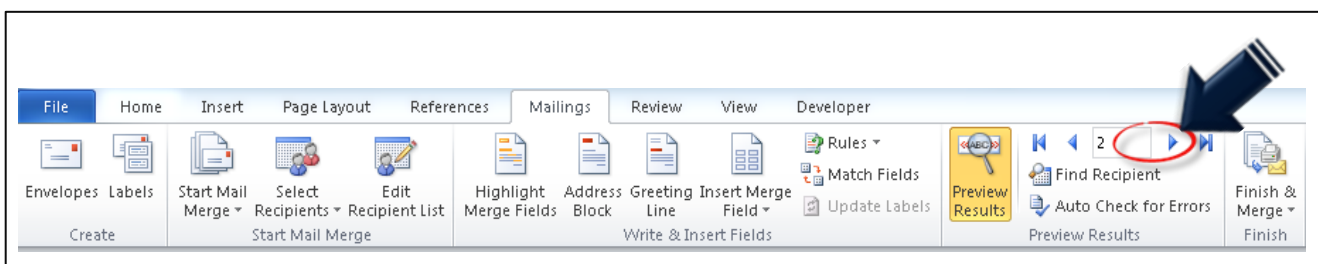 File Home Insert Page Layout References Mailings Review View Developer
Envelopes Labels Start Mail Merge Select Recipients Edit Recipient List Highlight Merge Fields Address Block Greeting Line Insert Merge Field
Rules
Match Fields
Update Labels
«ABC»
Preview Results
2
Find Recipient
Auto Check for Errors
Finish & Merge
Create Start Mail Merge Write & Insert Fields Preview Results Finish